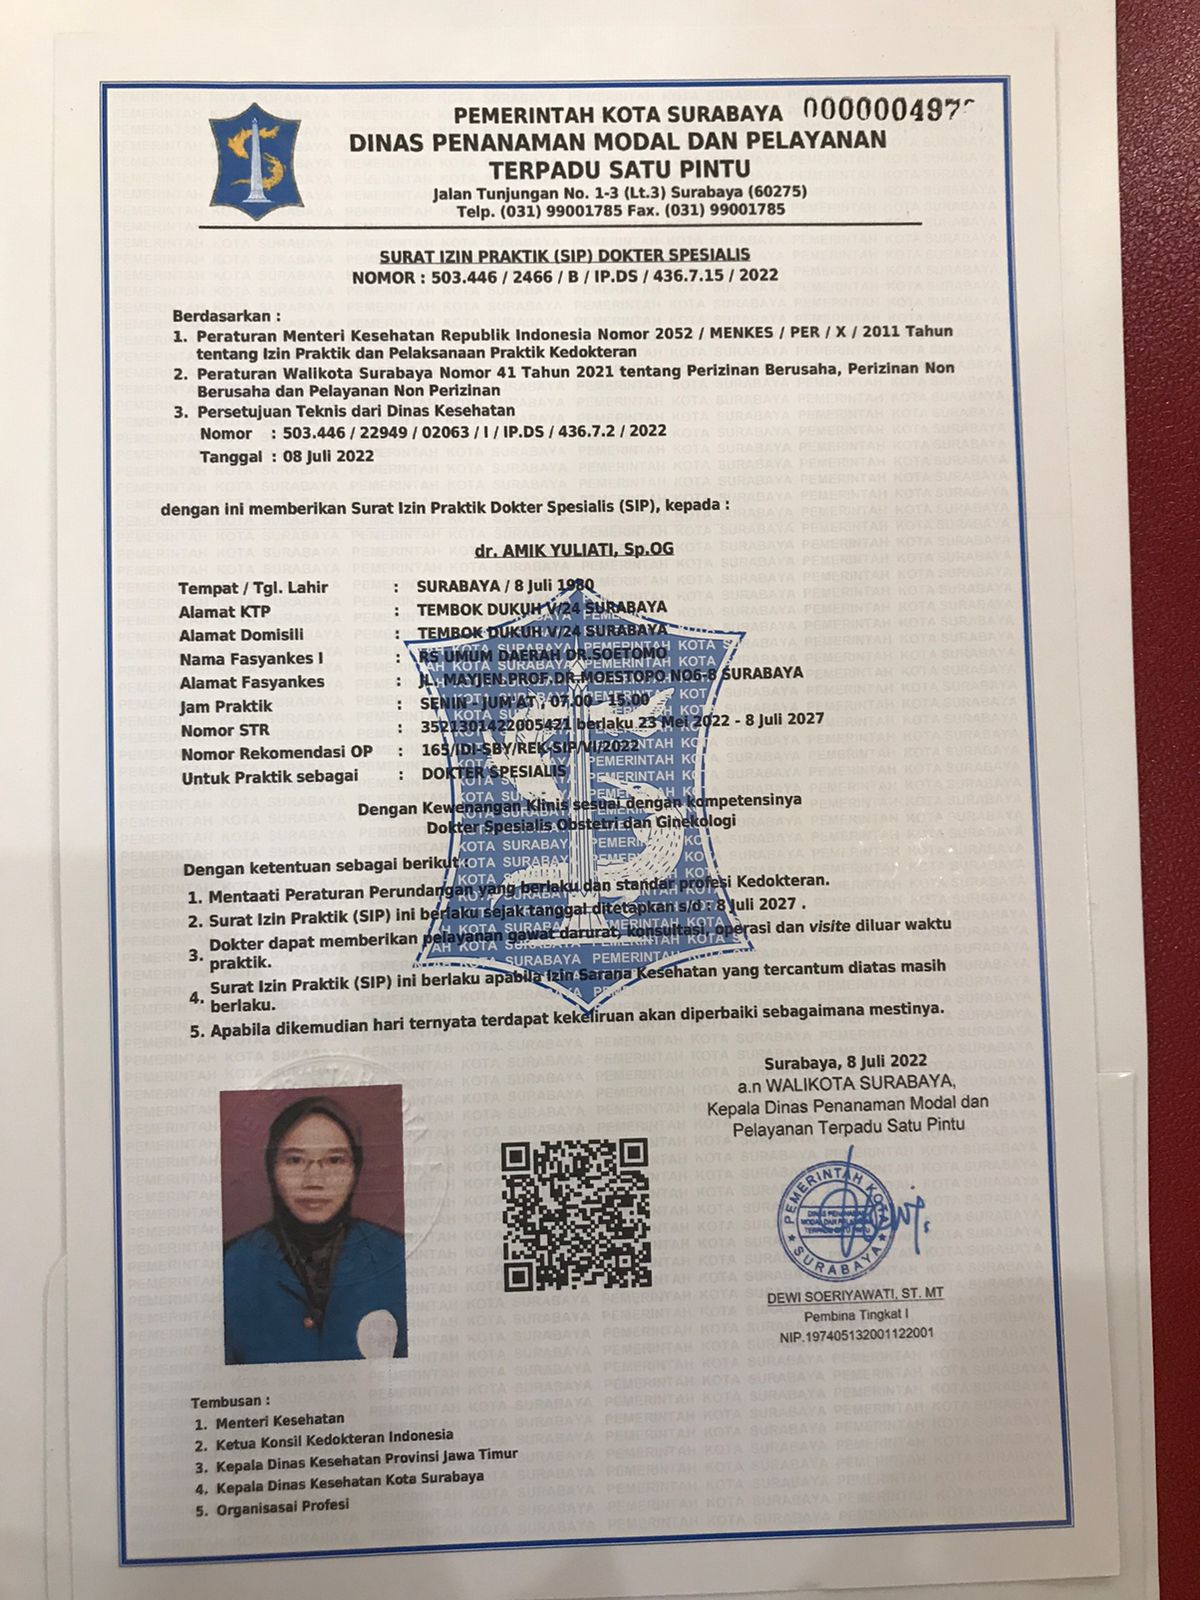 PEMERINTAH KOTA SURABAYA 000000497
DINAS PENANAMAN MODAL DAN PELAYANAN
TERPADU SATU PINTU
Jalan Tunjungan No. 1-3 (Lt.3) Surabaya (60275)
Telp. (031) 99001785 Fax. (031) 99001785
SURAT IZIN PRAKTIK (SIP) DOKTER SPESIALIS
NOMOR : 503.446 / 2466 / B / IP.DS / 436.7.15 / 2022
Berdasarkan :
1. Peraturan Menteri Kesehatan Republik Indonesia Nomor 2052 / MENKES / PER / X / 2011 Tahun
tentang Izin Praktik dan Pelaksanaan Praktik Kedokteran
2. Peraturan Walikota Surabaya Nomor 41 Tahun 2021 tentang Perizinan Berusaha, Perizinan Non
Berusaha dan Pelayanan Non Perizinan
3. Persetujuan Teknis dari Dinas Kesehatan
Nomor : 503.446 / 22949 / 02063 / I / IP.DS / 436.7.2 / 2022
Tanggal : 08 Juli 2022
dengan ini memberikan Surat Izin Praktik Dokter Spesialis (SIP), kepada :
dr. AMIK YULIATI, Sp.OG
Tempat / Tgl. Lahir : SURABAYA / 8 Juli 1980
Alamat KTP : TEMBOK DUKUH V/24 SURABAYA
Alamat Domisili : TEMBOK DUKUH V/24 SURABAYA
Nama Fasyankes I : RS UMUM DAERAH DR.SOETOMO
Alamat Fasyankes : JL. MAYJEN.PROF.DR.MOESTOPO NO6-8 SURABAYA
Jam Praktik : SENIN - JUM'AT : 07.00 - 15.00
Nomor STR : 3521301422005421 berlaku 23 Mei 2022 - 8 Juli 2027
Nomor Rekomendasi OP : 165/IDI-SBY/REK-SIP/VI/2022
Untuk Praktik sebagai : DOKTER SPESIALIS
Dengan Kewenangan Klinis sesuai dengan kompetensinya
Dokter Spesialis Obstetri dan Ginekologi
Dengan ketentuan sebagai berikut :
1. Mentaati Peraturan Perundangan yang berlaku dan standar profesi Kedokteran.
2. Surat Izin Praktik (SIP) ini berlaku sejak tanggal ditetapkan s/d : 8 Juli 2027 .
3. Dokter dapat memberikan pelayanan gawat darurat, konsultasi, operasi dan visite diluar waktu
praktik.
4. Surat Izin Praktik (SIP) ini berlaku apabila Izin Sarana Kesehatan yang tercantum diatas masih
berlaku.
5. Apabila dikemudian hari ternyata terdapat kekeliruan akan diperbaiki sebagaimana mestinya.
Surabaya, 8 Juli 2022
a.n WALIKOTA SURABAYA,
Kepala Dinas Penanaman Modal dan
Pelayanan Terpadu Satu Pintu
PEMERINTAH KOTA
DINAS PENANAMAN
MODAL DAN PELAYANAN
TERPADU SATU PINTU
SURABAYA
DEWI SOERIYAWATI, ST. MT
Pembina Tingkat I
NIP.197405132001122001
Tembusan :
1. Menteri Kesehatan
2. Ketua Konsil Kedokteran Indonesia
3. Kepala Dinas Kesehatan Provinsi Jawa Timur
4. Kepala Dinas Kesehatan Kota Surabaya
5. Organisasai Profesi